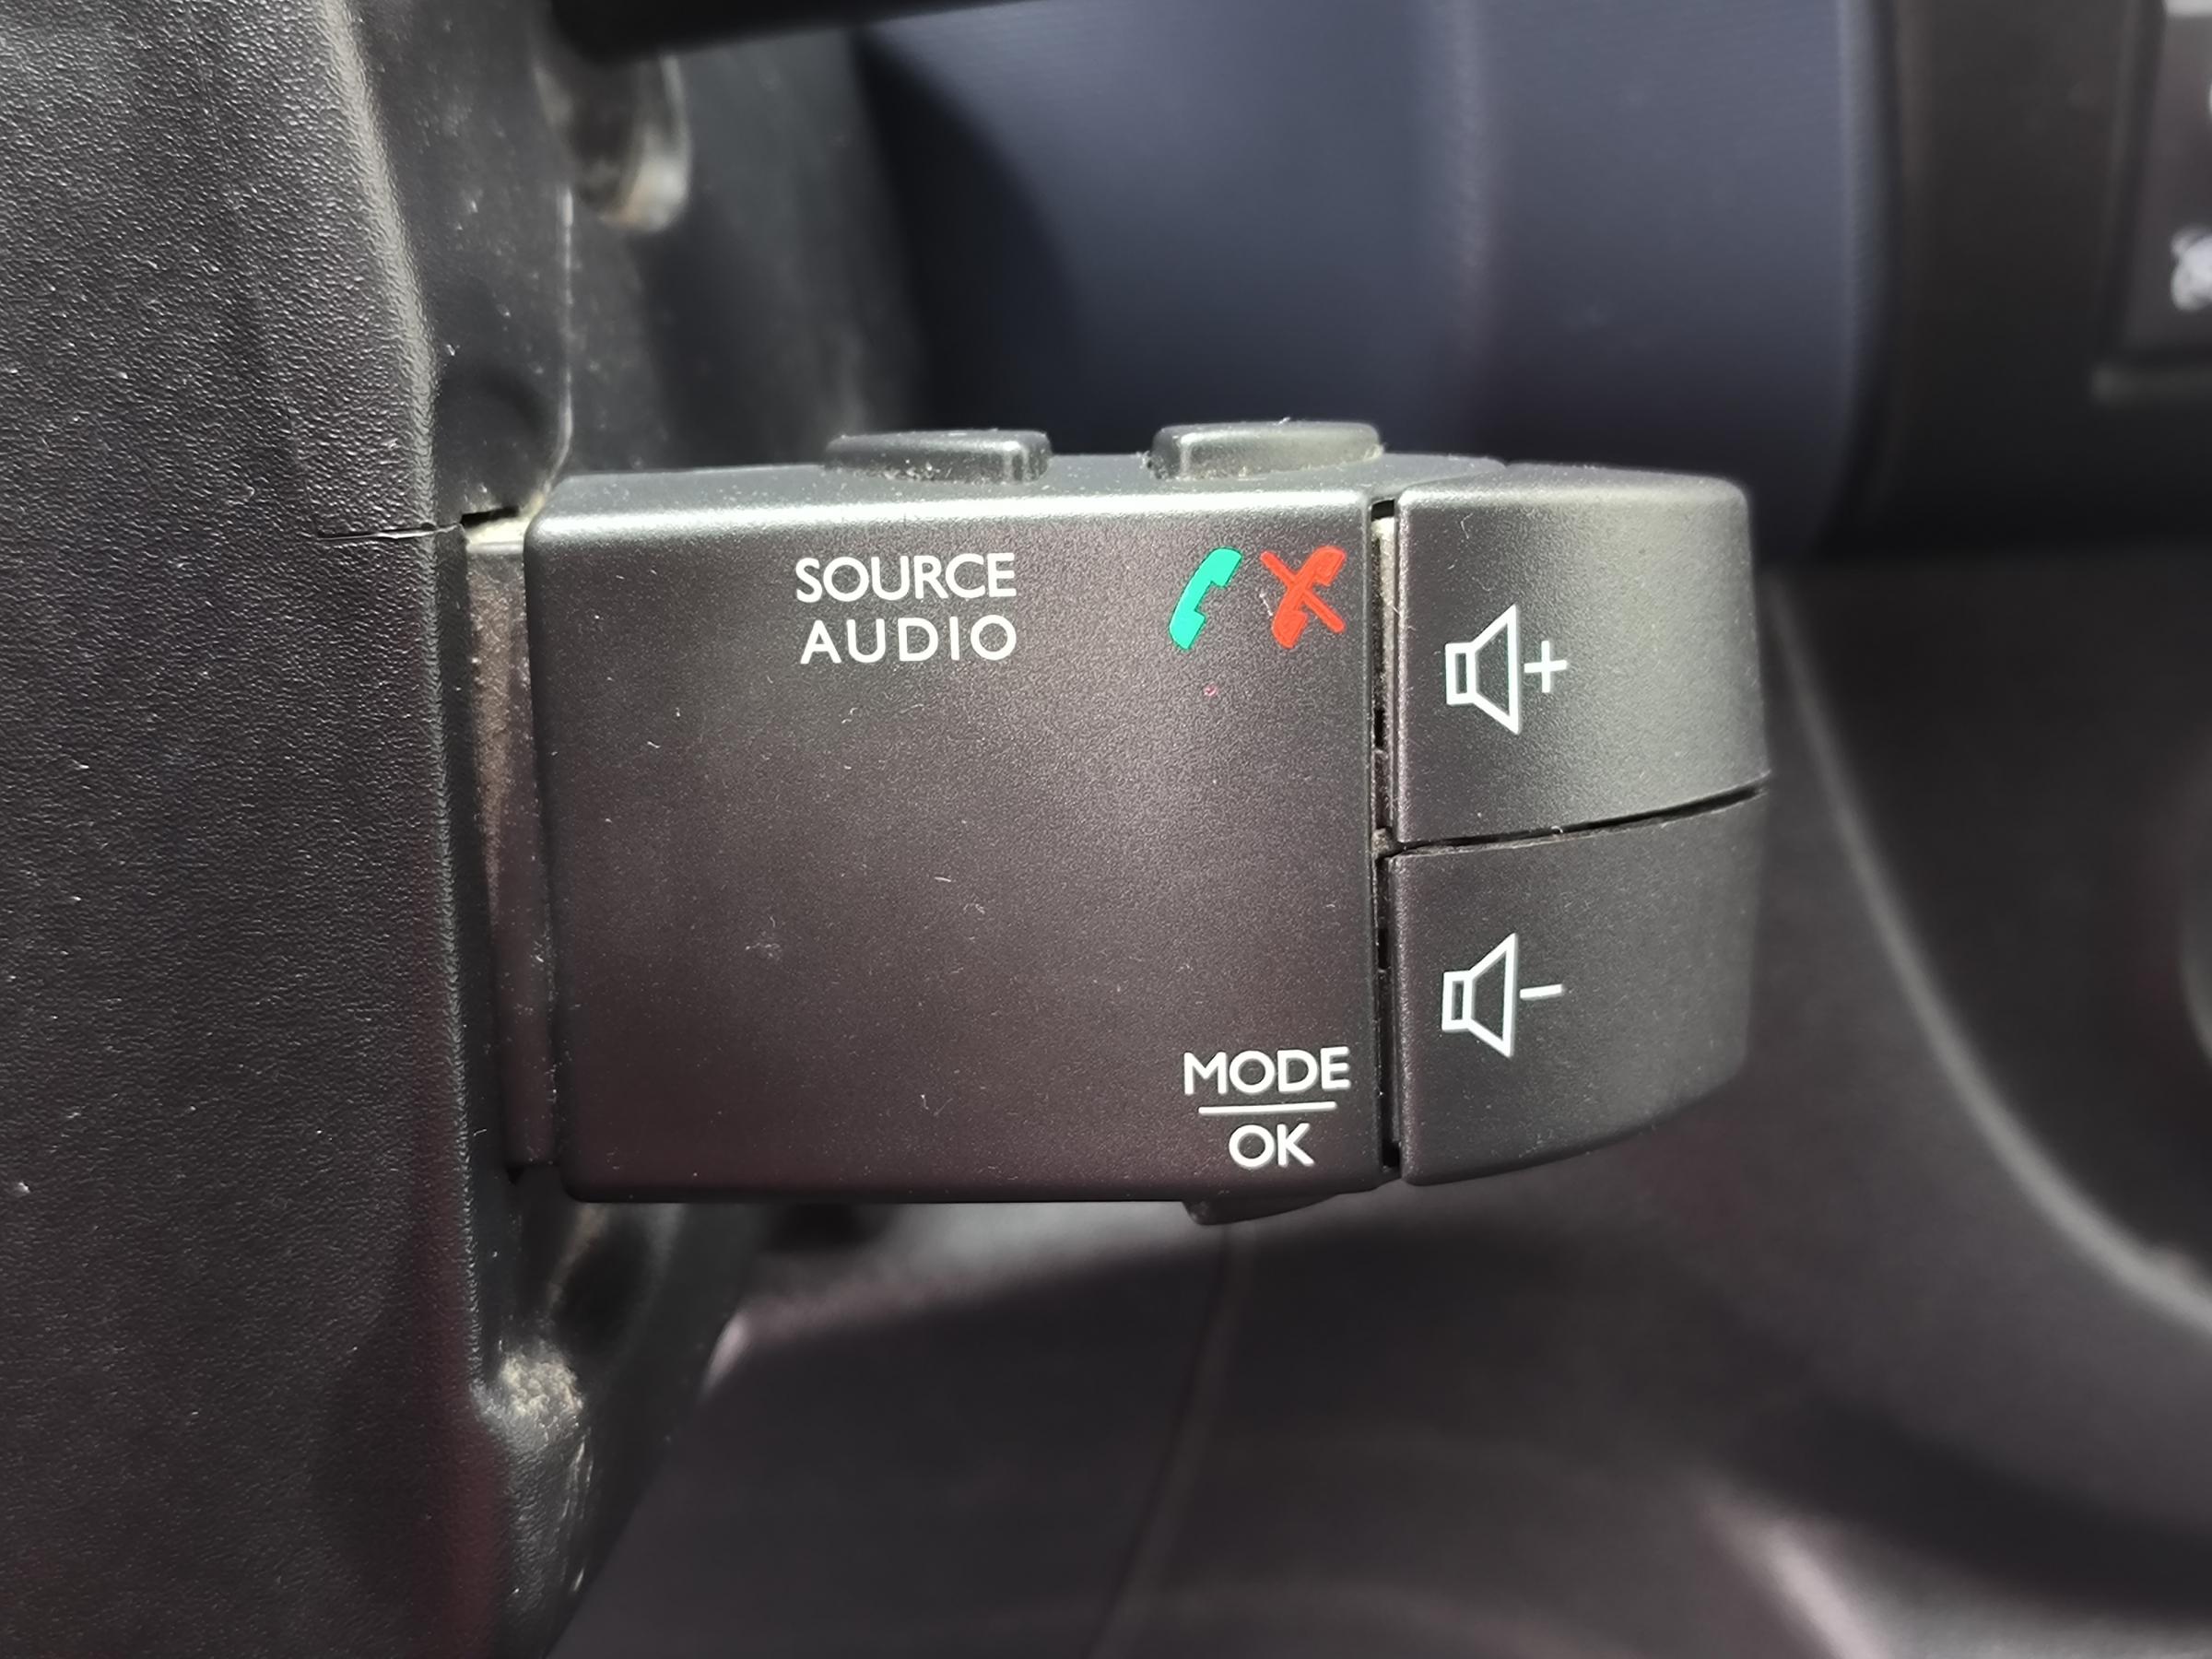 SOURCE
AUDIO
+
-
MODE
OK